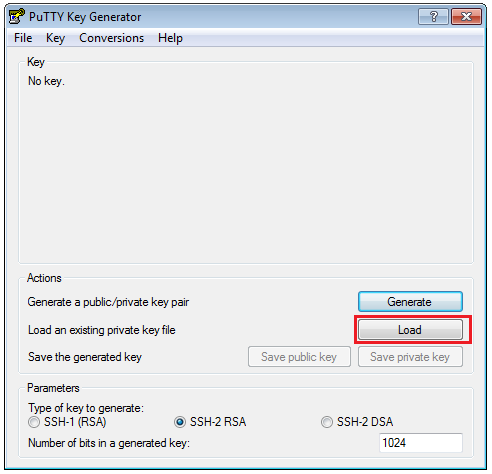 PuTTY Key Generator
?
File Key Conversions Help
Key
No key.
Actions
Generate a public/private key pair Generate
Load an existing private key file Load
Save the generated key Save public key Save private key
Parameters
Type of key to generate:
SSH-1 (RSA) SSH-2 RSA SSH-2 DSA
Number of bits in a generated key: 1024